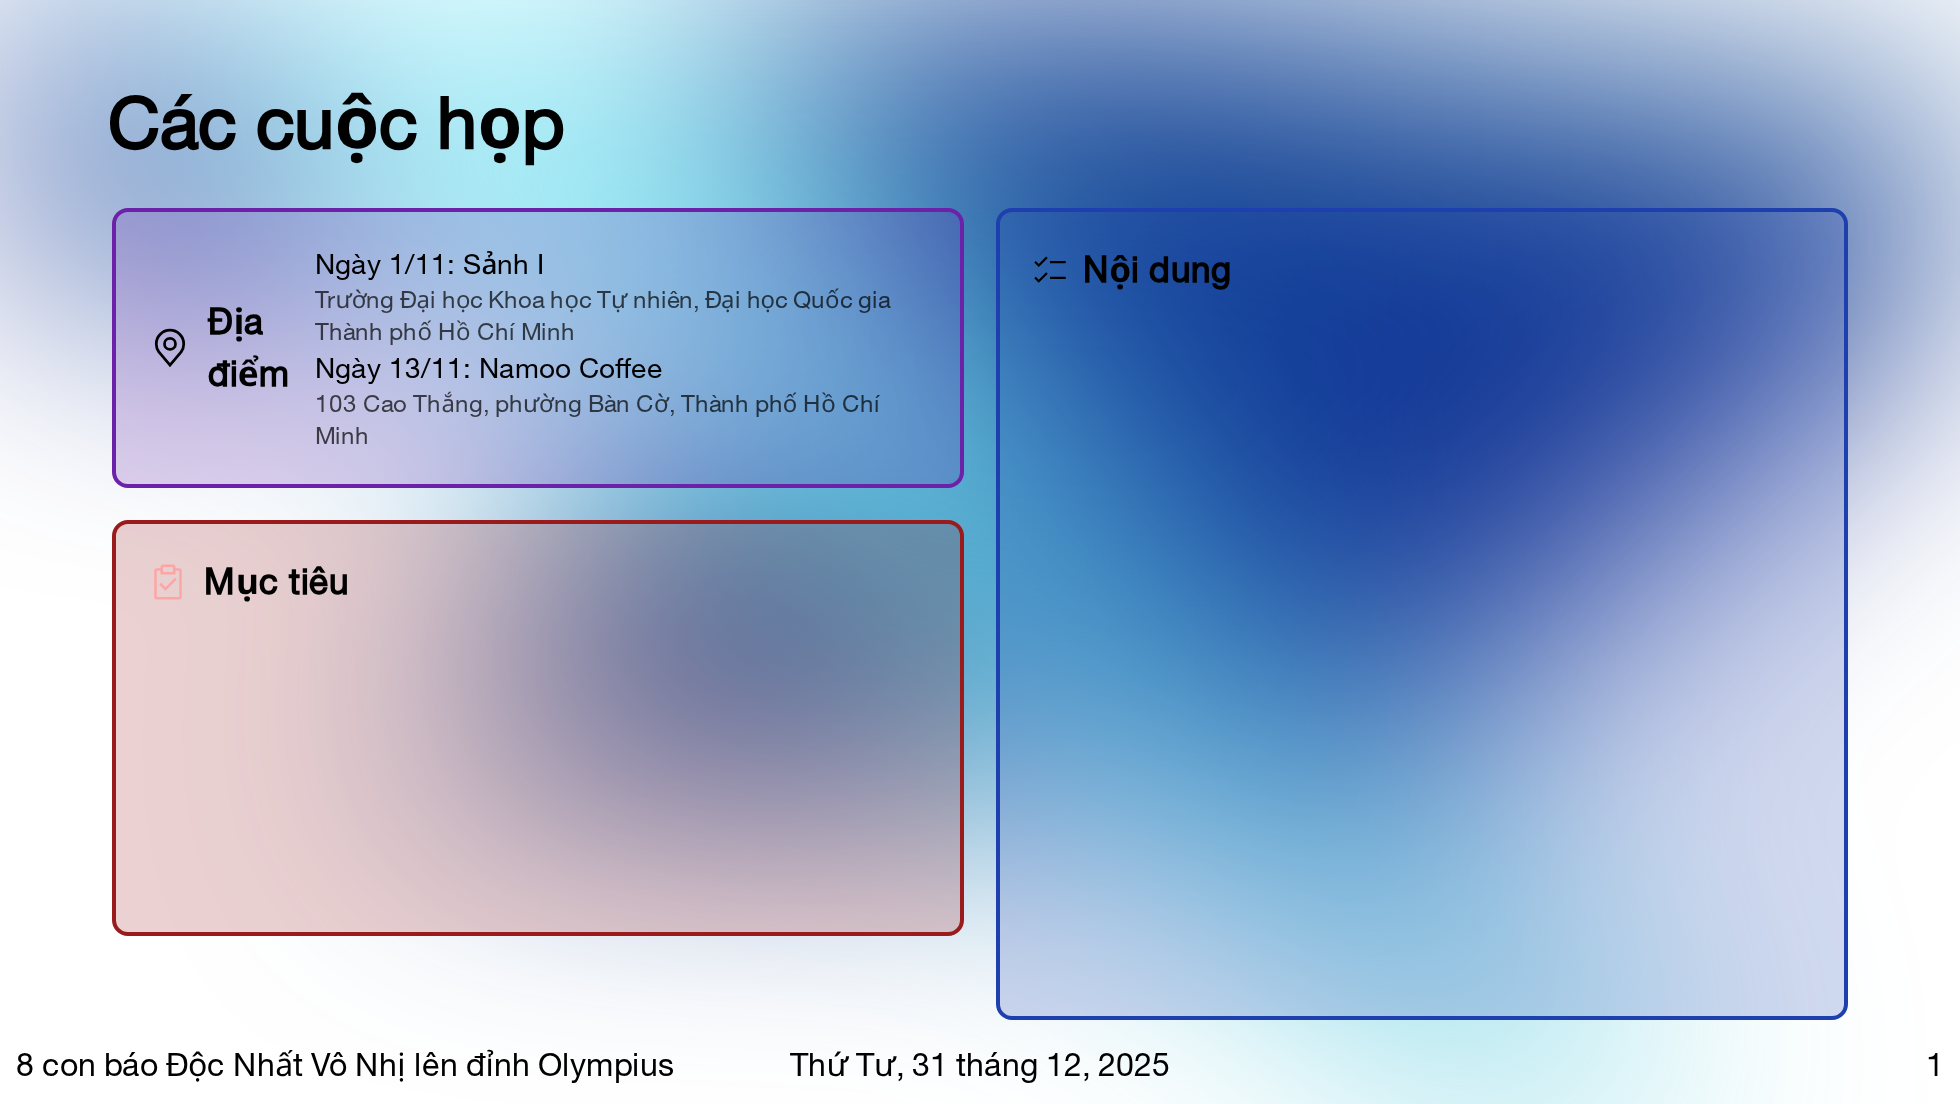 Các cuộc họp
Địa
điểm
Ngày 1/11: Sảnh I
Trường Đại học Khoa học Tự nhiên, Đại học Quốc gia
Thành phố Hồ Chí Minh
Ngày 13/11: Namoo Coffee
103 Cao Thắng, phường Bàn Cờ, Thành phố Hồ Chí
Minh
Mục tiêu
Nội dung
8 con báo Độc Nhất Vô Nhị lên đỉnh Olympius
Thứ Tư, 31 tháng 12, 2025
1